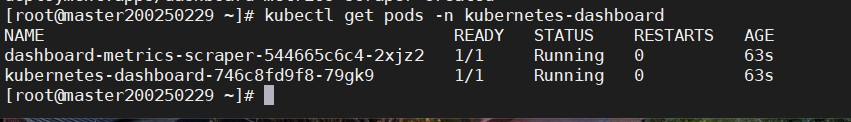 [root@master200250229 ~]# kubectl get pods -n kubernetes-dashboard
NAME READY STATUS RESTARTS AGE
dashboard-metrics-scraper-544665c6c4-2xjz2 1/1 Running 0 63s
kubernetes-dashboard-746c8fd9f8-79gk9 1/1 Running 0 63s
[root@master200250229 ~]#